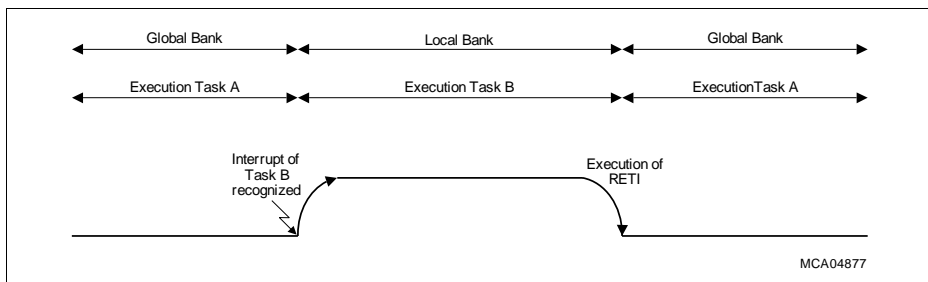 Global Bank Local Bank Global Bank
Execution Task A Execution Task B ExecutionTask A
Interrupt of
Task B
recognized
Execution of
RETI
MCA04877